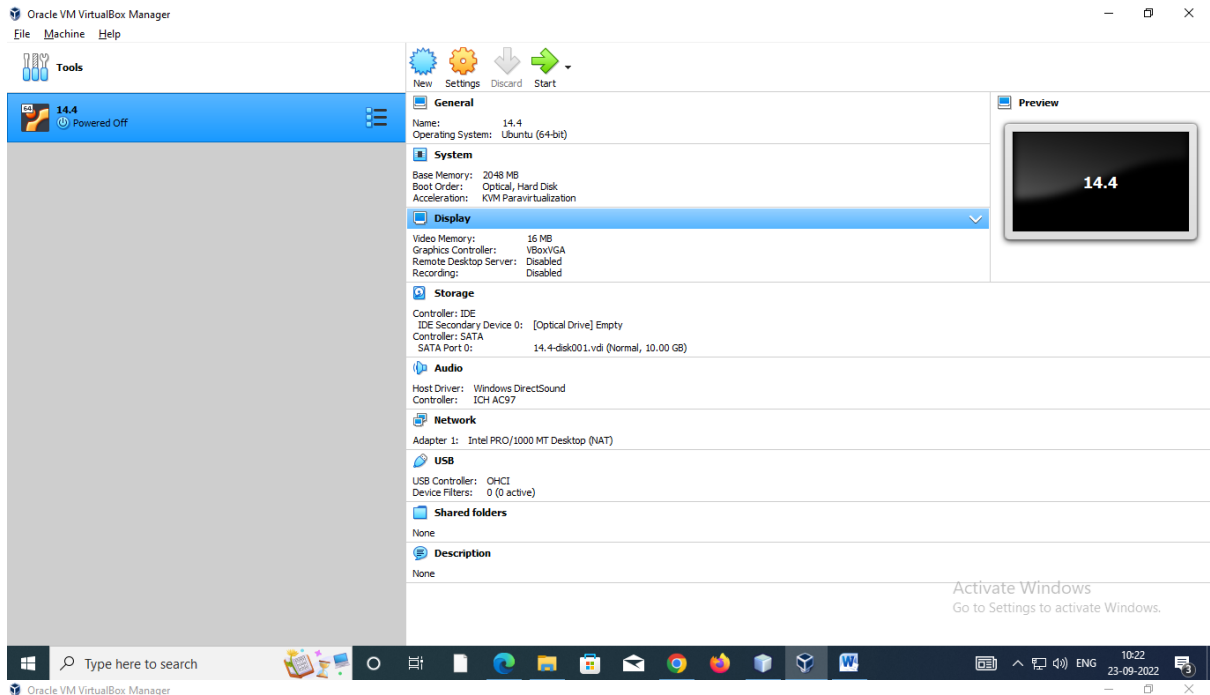 Oracle VM VirtualBox Manager
File Machine Help
Tools
New Settings Discard Start
64
14.4
Powered Off
General
Name: 14.4
Operating System: Ubuntu (64-bit)
Preview
14.4
System
Base Memory: 2048 MB
Boot Order: Optical, Hard Disk
Acceleration: KVM Paravirtualization
Display
Video Memory: 16 MB
Graphics Controller: VBoxVGA
Remote Desktop Server: Disabled
Recording: Disabled
Storage
Controller: IDE
IDE Secondary Device 0: [Optical Drive] Empty
Controller: SATA
SATA Port 0: 14.4-disk001.vdi (Normal, 10.00 GB)
Audio
Host Driver: Windows DirectSound
Controller: ICH AC97
Network
Adapter 1: Intel PRO/1000 MT Desktop (NAT)
USB
USB Controller: OHCI
Device Filters: 0 (0 active)
Shared folders
None
Description
None
Activate Windows
Go to Settings to activate Windows.
Type here to search
W
ENG
10:22
23-09-2022
3
Oracle VM VirtualBox Manager